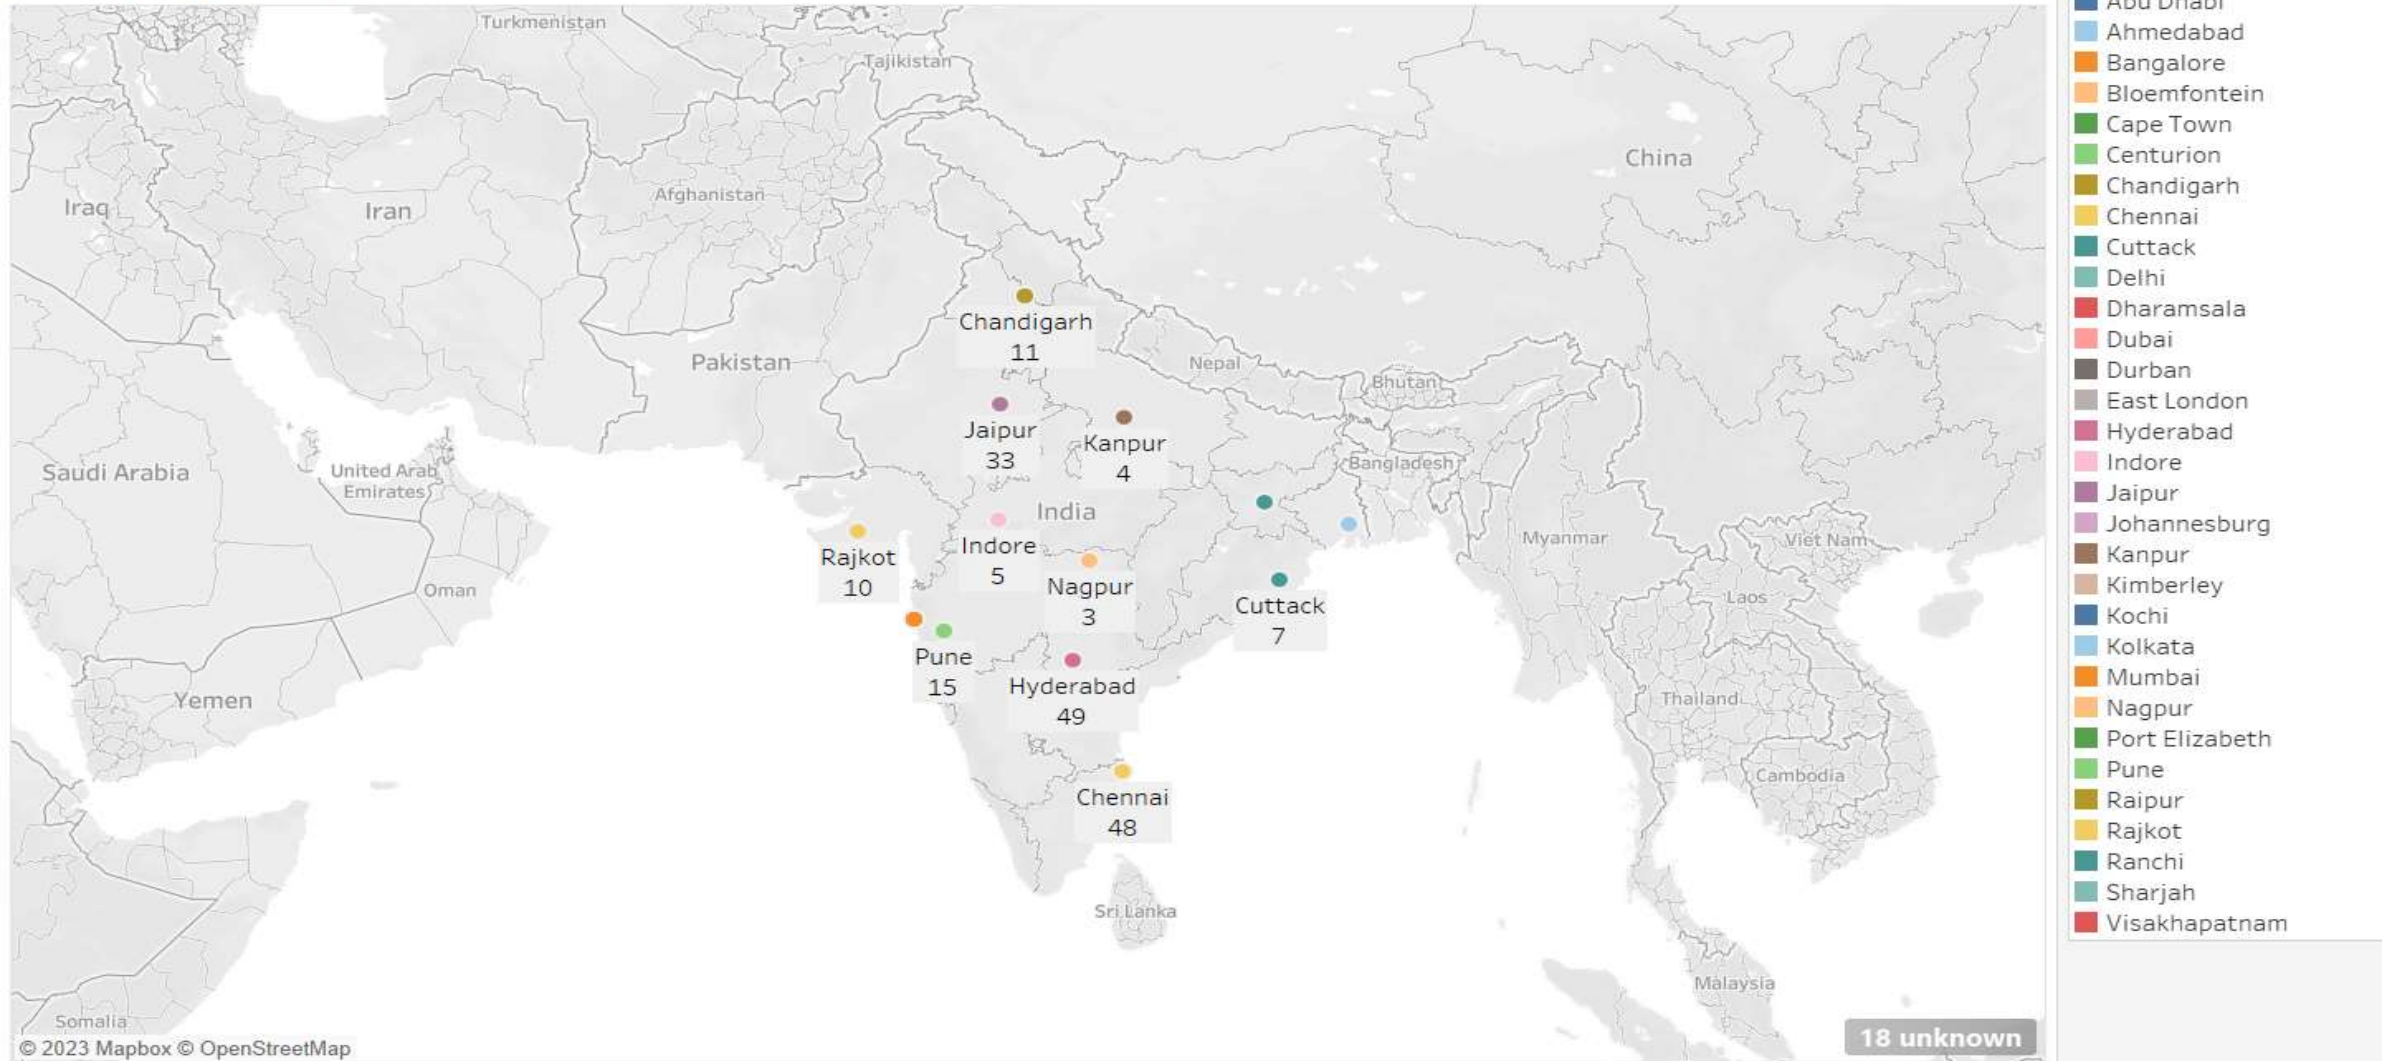 Turkmenistan
Tajikistan
China
Afghanistan
Iraq
Iran
Chandigarh
11
Pakistan
Nepal
Bhutan
Jaipur
33
Kanpur
4
Saudi Arabia
United Arab
Emirates
Bangladesh
India
Rajkot
10
Indore
5
Nagpur
3
Cuttack
7
Myanmar
Viet Nam
Oman
Laos
Pune
15
Hyderabad
49
Yemen
Thailand
Cambodia
Chennai
48
Sri Lanka
Malaysia
Somalia
18 unknown
© 2023 Mapbox © OpenStreetMap
Abu Dhabi
Ahmedabad
Bangalore
Bloemfontein
Cape Town
Centurion
Chandigarh
Chennai
Cuttack
Delhi
Dharamsala
Dubai
Durban
East London
Hyderabad
Indore
Jaipur
Johannesburg
Kanpur
Kimberley
Kochi
Kolkata
Mumbai
Nagpur
Port Elizabeth
Pune
Raipur
Rajkot
Ranchi
Sharjah
Visakhapatnam